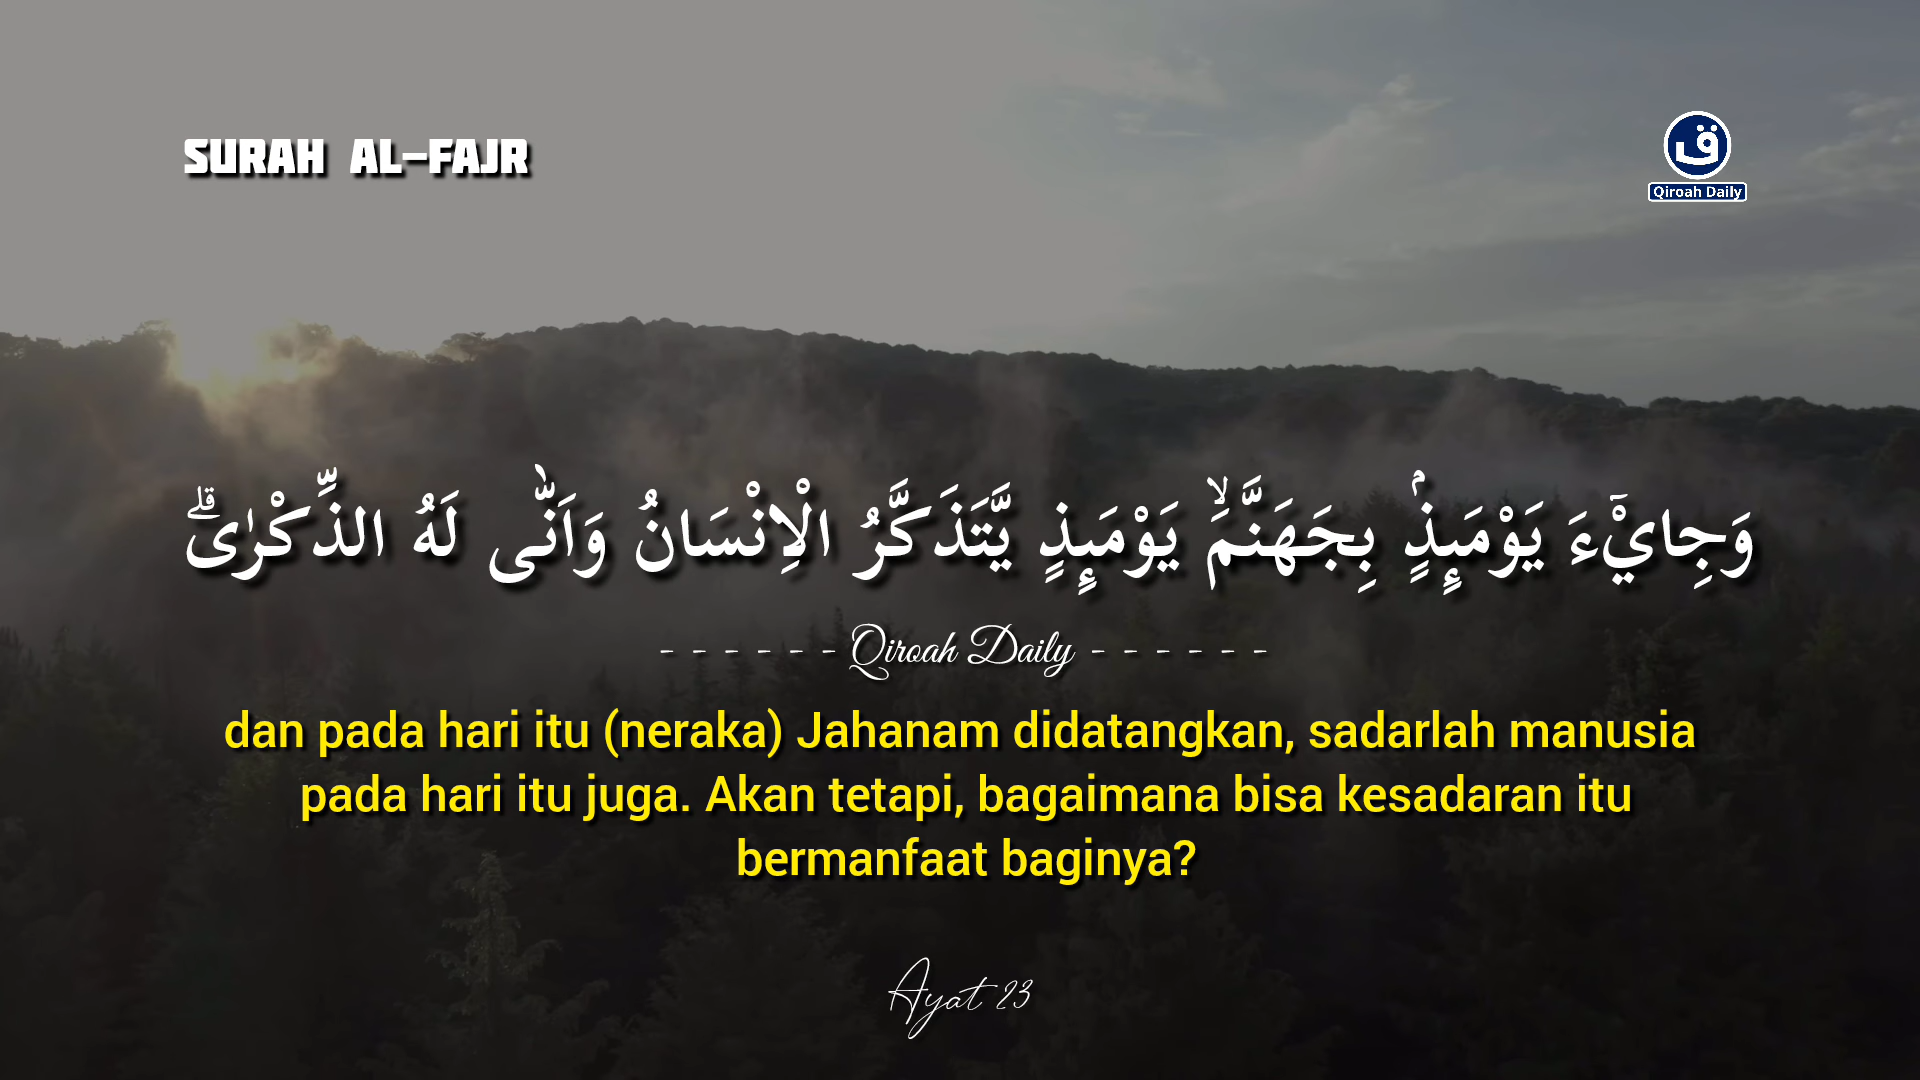 SURAH AL-FAJR
ق
Qiroah Daily
وَجِايْۤءَ يَوْمَىِٕذٍۢ بِجَهَنَّمَۙ يَوْمَىِٕذٍ يَّتَذَكَّرُ الْاِنْسَانُ وَاَنّٰى لَهُ الذِّكْرٰىۗ
- - - - - - Qiroah Daily - - - - - -
dan pada hari itu (neraka) Jahanam didatangkan, sadarlah manusia
pada hari itu juga. Akan tetapi, bagaimana bisa kesadaran itu
bermanfaat baginya?
Ayat 23